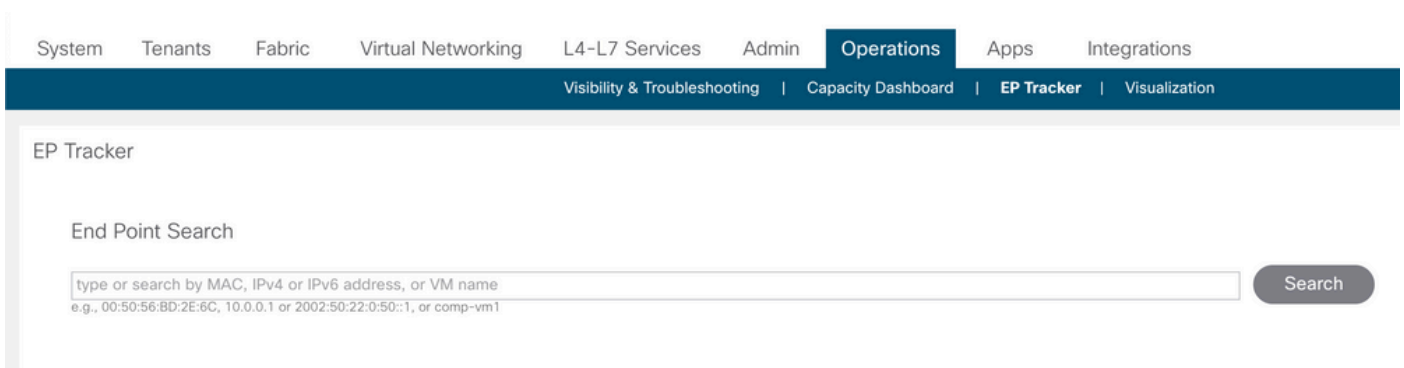 System Tenants Fabric Virtual Networking L4-L7 Services Admin Operations Apps Integrations
Visibility & Troubleshooting | Capacity Dashboard | EP Tracker | Visualization
EP Tracker
End Point Search
type or search by MAC, IPv4 or IPv6 address, or VM name
Search
e.g., 00:50:56:BD:2E:6C, 10.0.0.1 or 2002:50:22:0:50::1, or comp-vm1